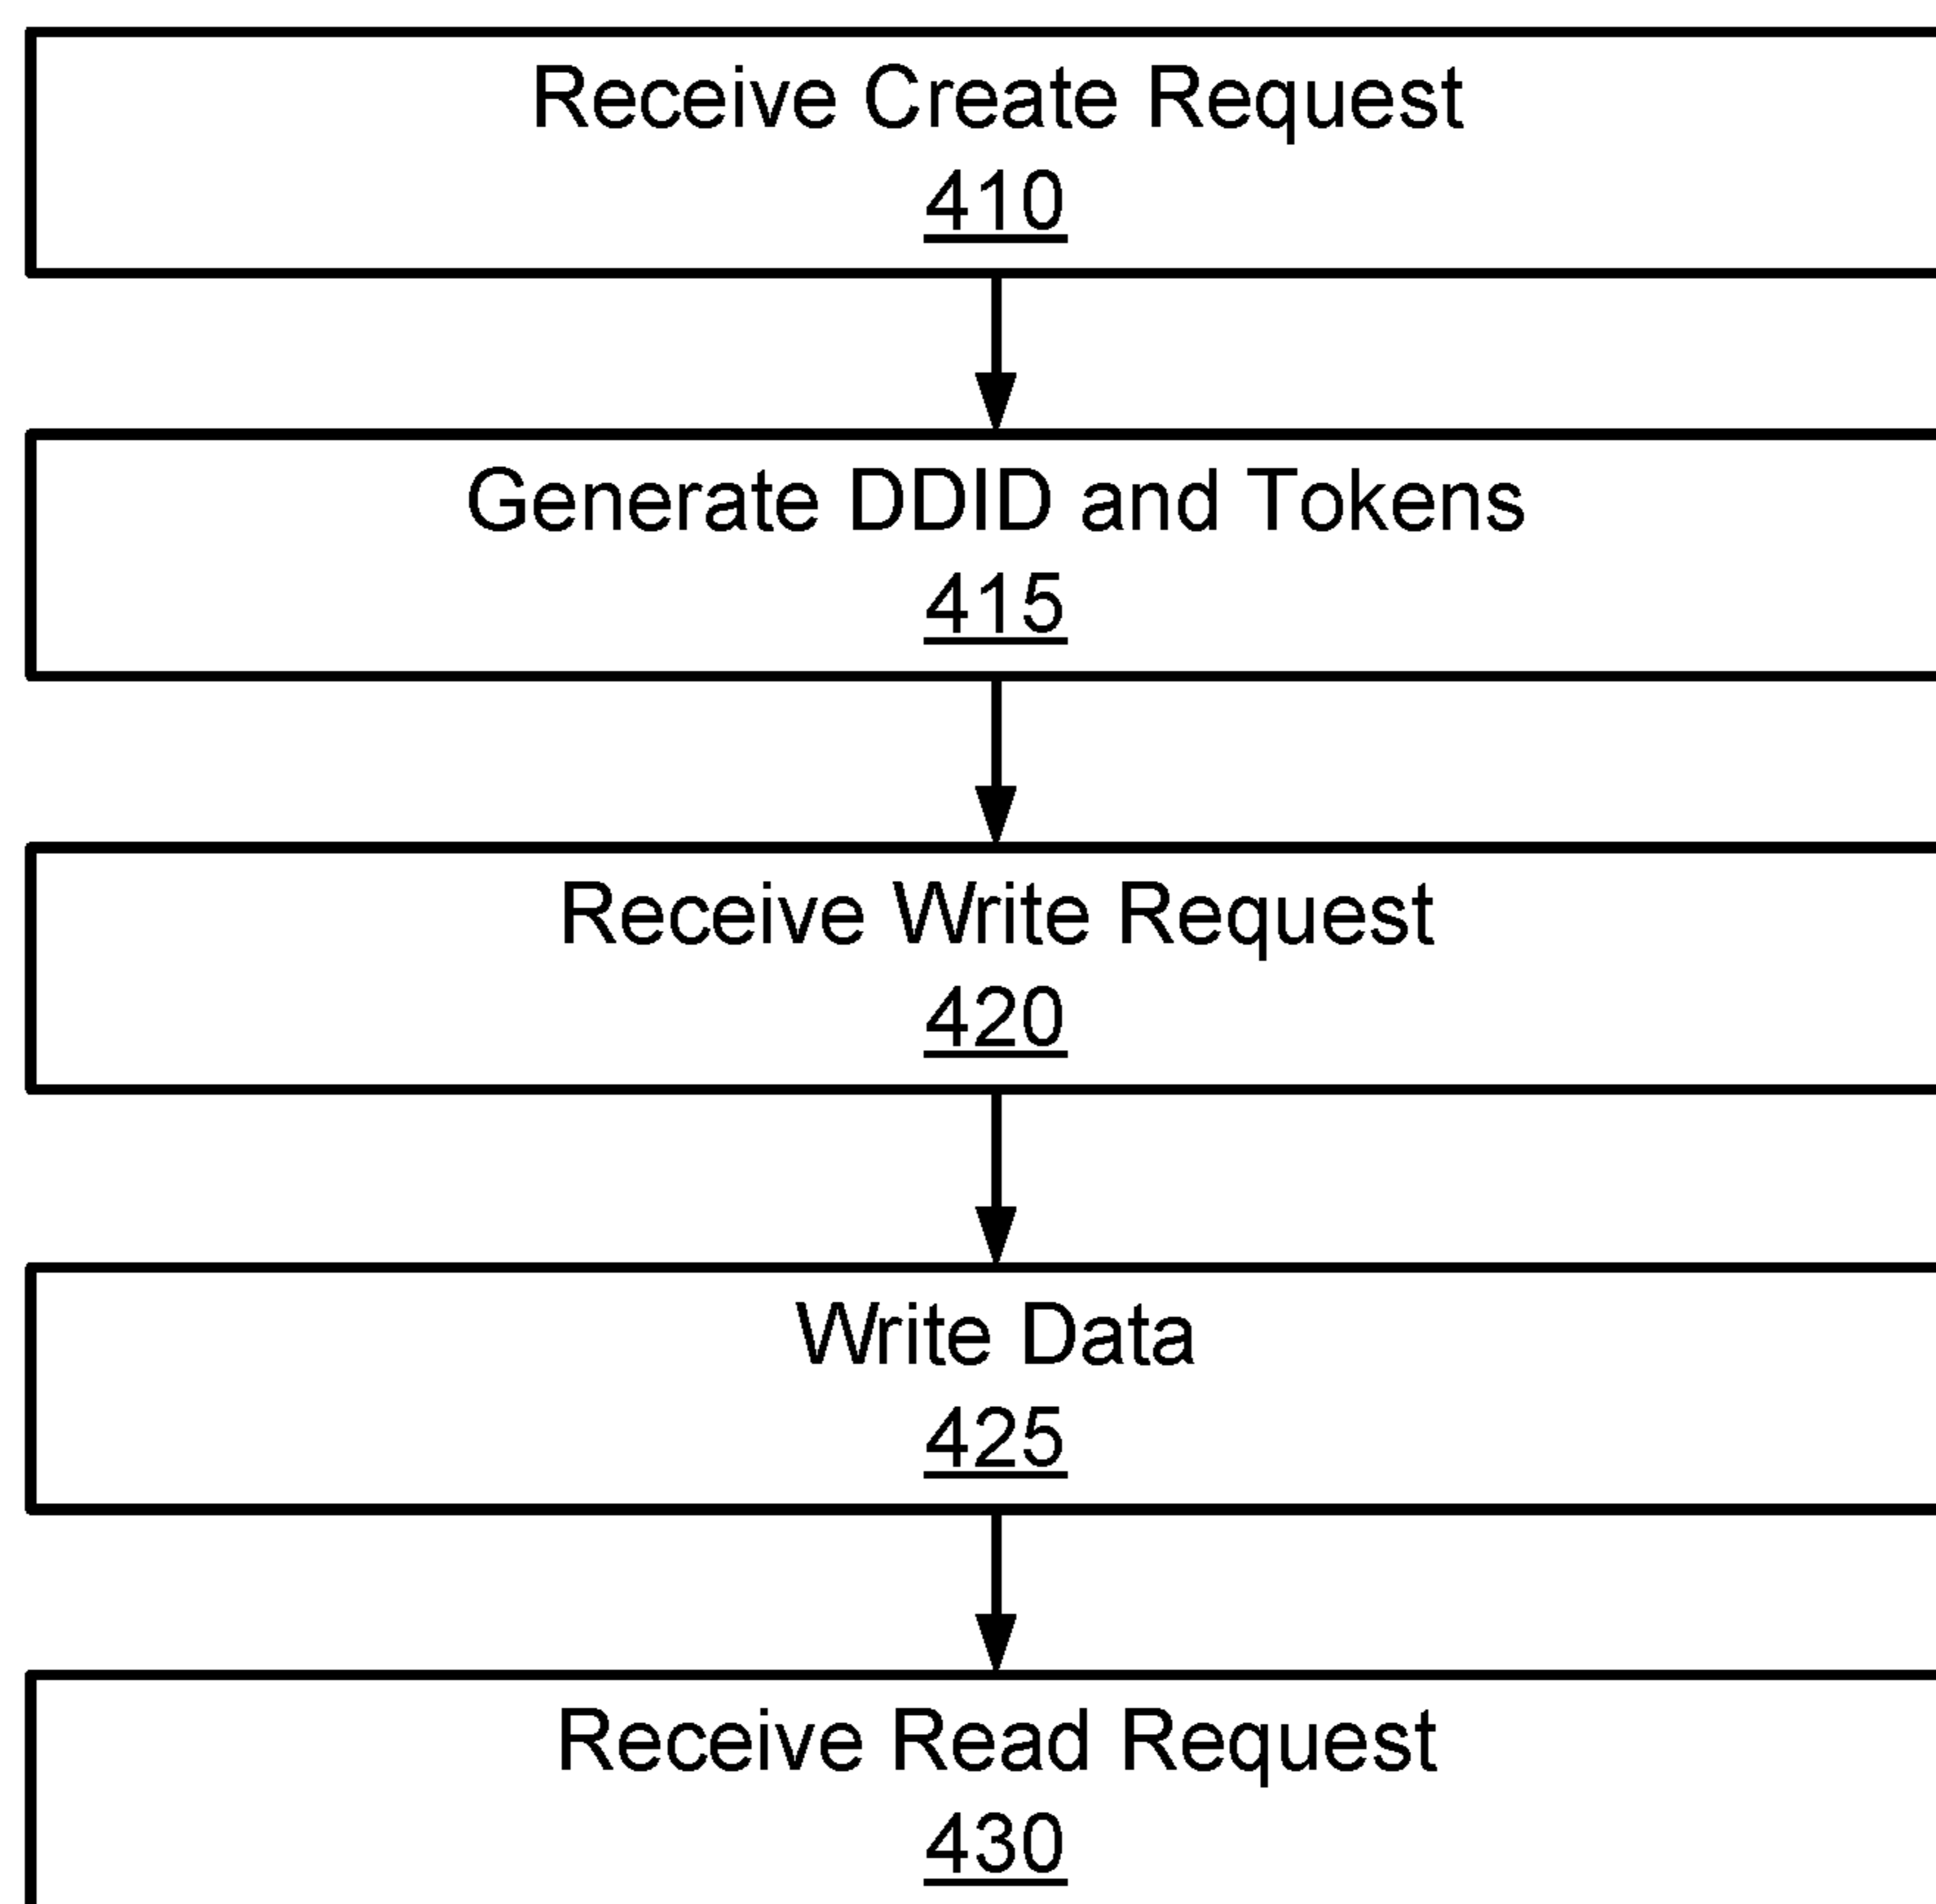 Receive Create Request
410
Generate DDID and Tokens
415
Receive Write Request
420
Write Data
425
Receive Read Request
430